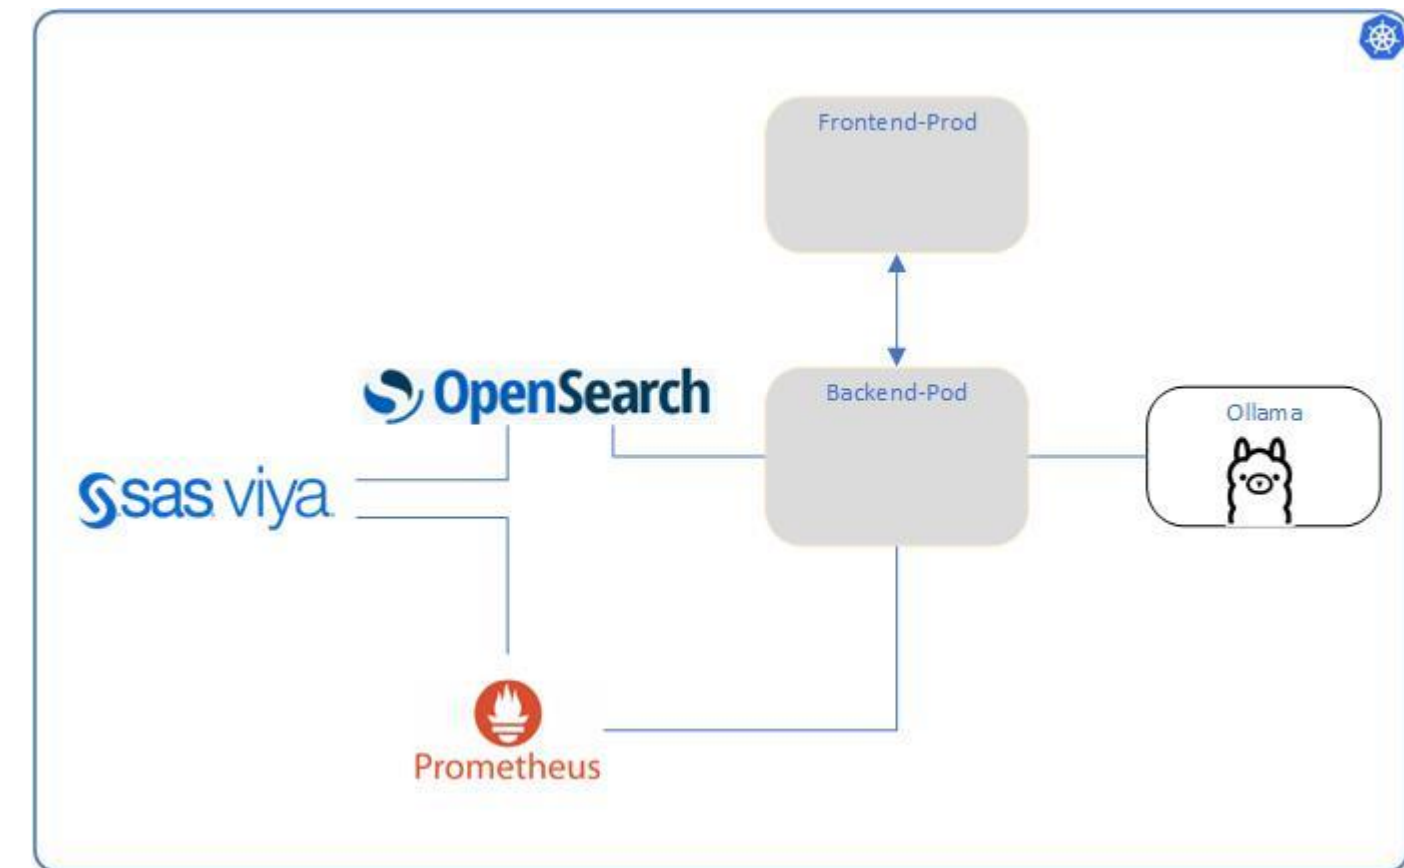 Frontend-Prod
OpenSearch
Backend-Pod
Ollama
sas viya
Prometheus